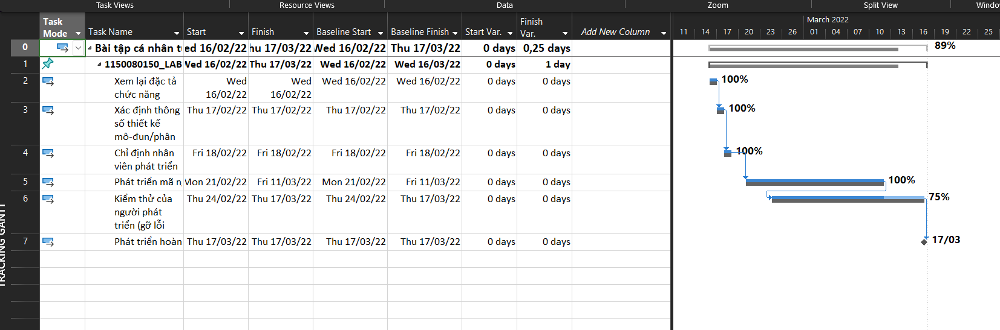 Task Views Resource Views Data Zoom Split View Windo
March 2022
Task Mode Task Name Start Finish Baseline Start Baseline Finish Start Var. Finish Var. Add New Column 11 14 17 20 23 26 01 04 07 10 13 16 19 22 25
0 Bài tập cá nhân t ed 16/02/22 hu 17/03/22 Wed 16/02/22 Thu 17/03/22 0 days 0,25 days 89%
1 1150080150_LAB Wed 16/02/22 Thu 17/03/22 Wed 16/02/22 Wed 16/03/22 0 days 1 day
2 Xem lại đặc tả Wed Wed Wed 16/02/22 Wed 16/02/22 0 days 0 days 100%
chức năng 16/02/22 16/02/22
3 Xác định thông Thu 17/02/22 Thu 17/02/22 Thu 17/02/22 Thu 17/02/22 0 days 0 days 100%
số thiết kế
mô-đun/phân
4 Chỉ định nhân Fri 18/02/22 Fri 18/02/22 Fri 18/02/22 Fri 18/02/22 0 days 0 days 100%
viên phát triển
5 Phát triển mã n Mon 21/02/22 Fri 11/03/22 Mon 21/02/22 Fri 11/03/22 0 days 0 days 100%
6 Kiểm thử của Thu 24/02/22 Thu 17/03/22 Thu 24/02/22 Thu 17/03/22 0 days 0 days 75%
người phát
triển (gỡ lỗi
7 Phát triển hoàn Thu 17/03/22 Thu 17/03/22 Thu 17/03/22 Thu 17/03/22 0 days 0 days 17/03
TRACKING GANTT